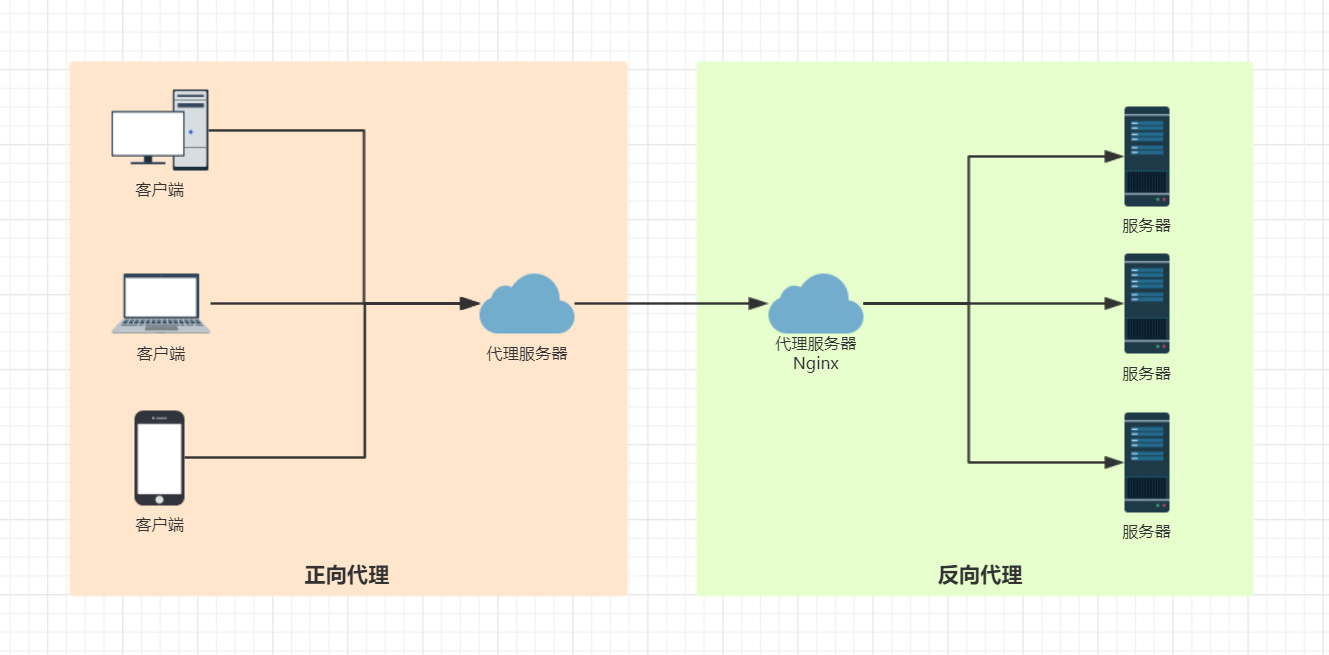 客户端
客户端
代理服务器
客户端
正向代理
代理服务器
Nginx
服务器
服务器
服务器
反向代理